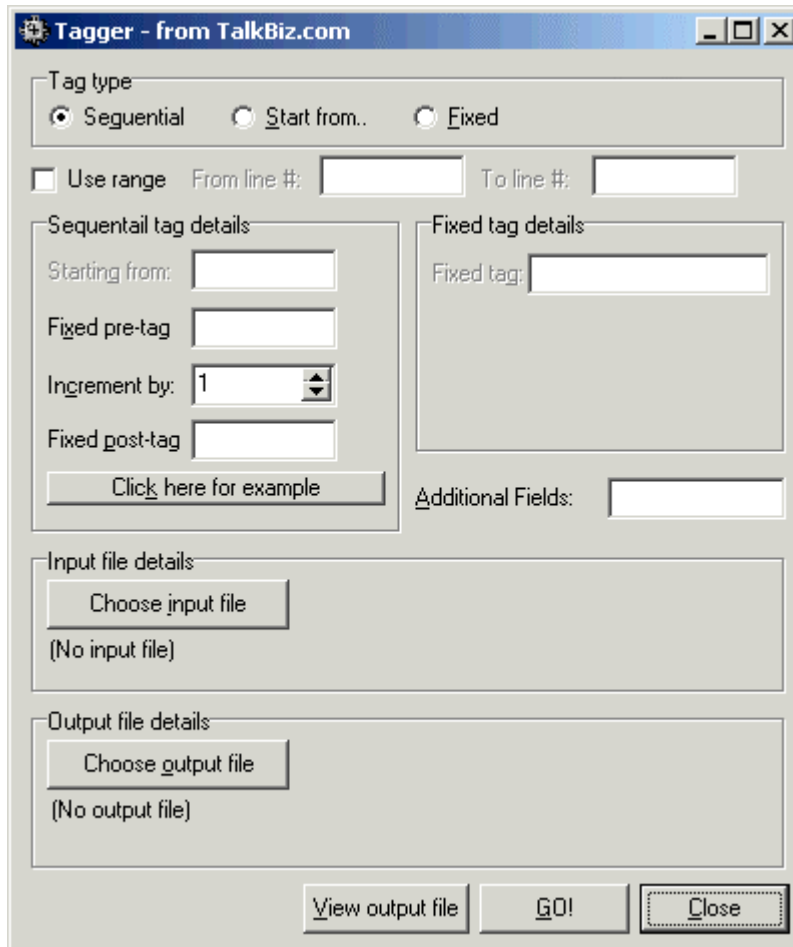 Tagger - from TalkBiz.com
Tag type
Sequential Start from.. Fixed
Use range From line #: To line #:
Sequentail tag details
Starting from:
Fixed pre-tag
Increment by: 1
Fixed post-tag
Click here for example
Fixed tag details
Fixed tag:
Additional Fields:
Input file details
Choose input file
(No input file)
Output file details
Choose output file
(No output file)
View output file GO! Close